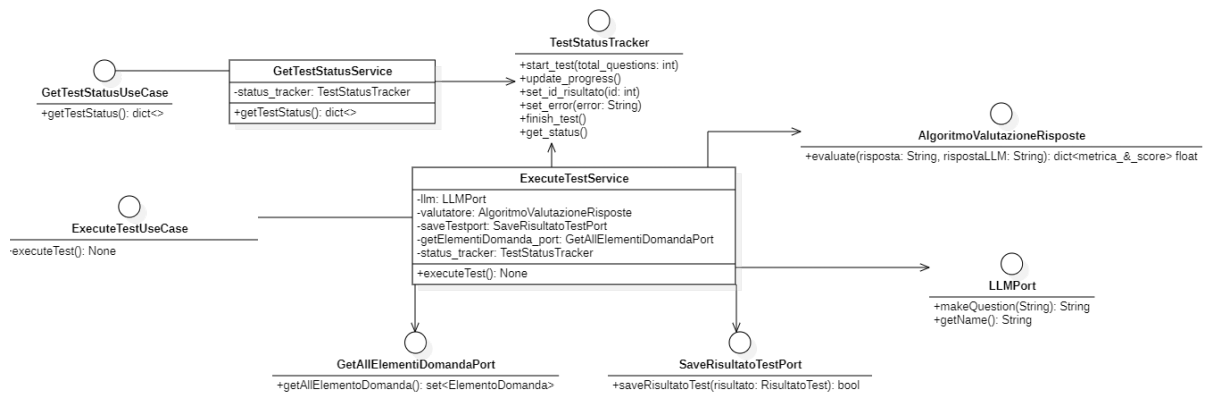 TestStatusTracker
+start_test(total_questions: int)
+update_progress()
+set_id_risultato(id: int)
+set_error(error: String)
+finish_test()
+get_status()
GetTestStatusService
-status_tracker: TestStatusTracker
+getTestStatus(): dict<>
GetTestStatusUseCase
+getTestStatus(): dict<>
AlgoritmoValutazioneRisposte
+evaluate(risposta: String, rispostaLLM: String): dict<metrica_&_score> float
ExecuteTestService
-llm: LLMPort
-valutatore: AlgoritmoValutazioneRisposte
-saveTestport: SaveRisultatoTestPort
-getElementiDomanda_port: GetAllElementiDomandaPort
-status_tracker: TestStatusTracker
+executeTest(): None
ExecuteTestUseCase
-executeTest(): None
LLMPort
+makeQuestion(String): String
+getName(): String
GetAllElementiDomandaPort
+getAllElementoDomanda(): set<ElementoDomanda>
SaveRisultatoTestPort
+saveRisultatoTest(risultato: RisultatoTest): bool